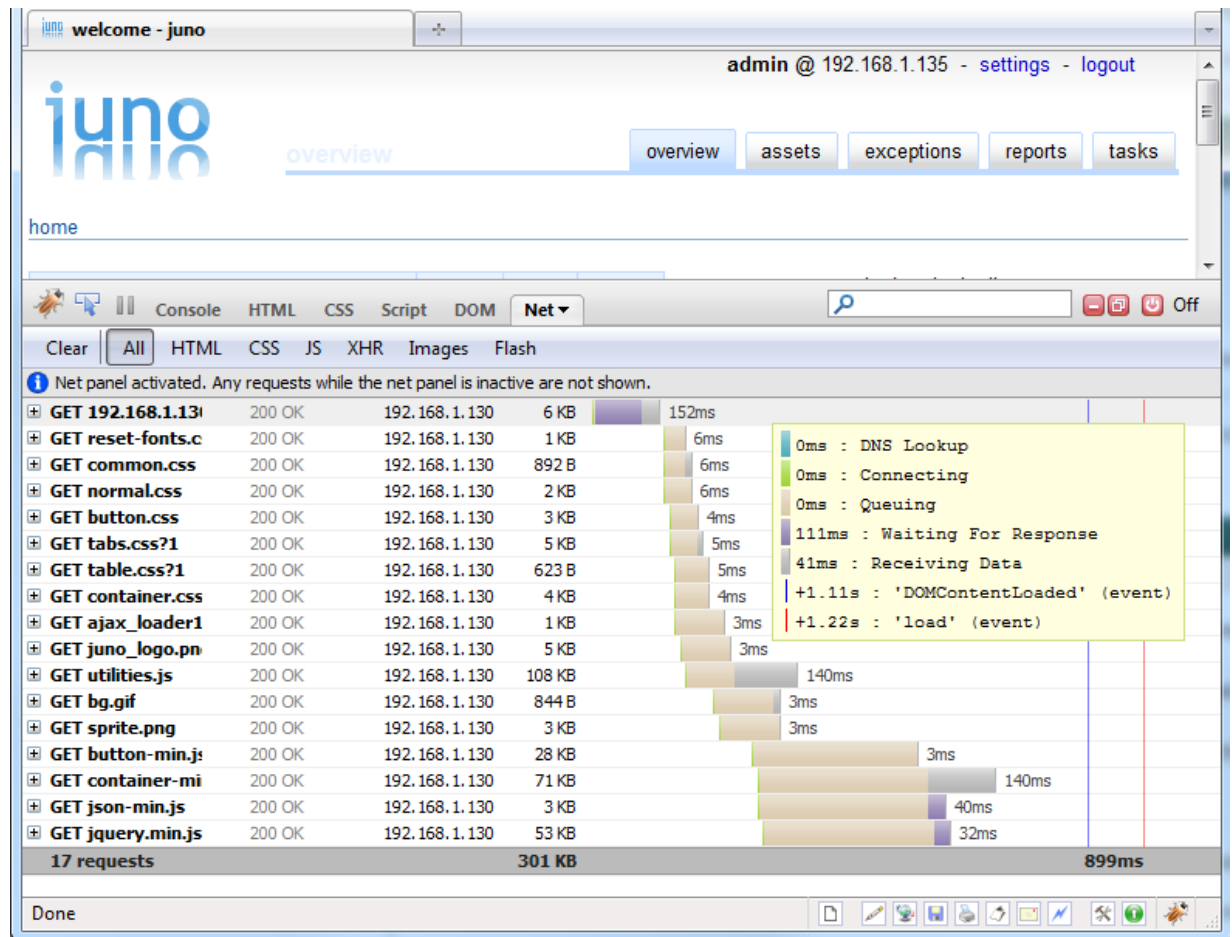 juno welcome - juno
admin @ 192.168.1.135 - settings - logout
juno
overview
overview assets exceptions reports tasks
home
Console HTML CSS Script DOM Net Off
Clear All HTML CSS JS XHR Images Flash
Net panel activated. Any requests while the net panel is inactive are not shown.
GET 192.168.1.130 200 OK 192.168.1.130 6 KB 152ms
GET reset-fonts.c 200 OK 192.168.1.130 1 KB 6ms
GET common.css 200 OK 192.168.1.130 892 B 6ms
GET normal.css 200 OK 192.168.1.130 2 KB 6ms
GET button.css 200 OK 192.168.1.130 3 KB 4ms
GET tabs.css?1 200 OK 192.168.1.130 5 KB 5ms
GET table.css?1 200 OK 192.168.1.130 623 B 5ms
GET container.css 200 OK 192.168.1.130 4 KB 4ms
GET ajax_loader1 200 OK 192.168.1.130 1 KB 3ms
GET juno_logo.pn 200 OK 192.168.1.130 5 KB 3ms
GET utilities.js 200 OK 192.168.1.130 108 KB 140ms
GET bg.gif 200 OK 192.168.1.130 844 B 3ms
GET sprite.png 200 OK 192.168.1.130 3 KB 3ms
GET button-min.js 200 OK 192.168.1.130 28 KB 3ms
GET container-mi 200 OK 192.168.1.130 71 KB 140ms
GET json-min.js 200 OK 192.168.1.130 3 KB 40ms
GET jquery.min.js 200 OK 192.168.1.130 53 KB 32ms
17 requests 301 KB 899ms
0ms : DNS Lookup
0ms : Connecting
0ms : Queuing
111ms : Waiting For Response
41ms : Receiving Data
+1.11s : 'DOMContentLoaded' (event)
+1.22s : 'load' (event)
Done